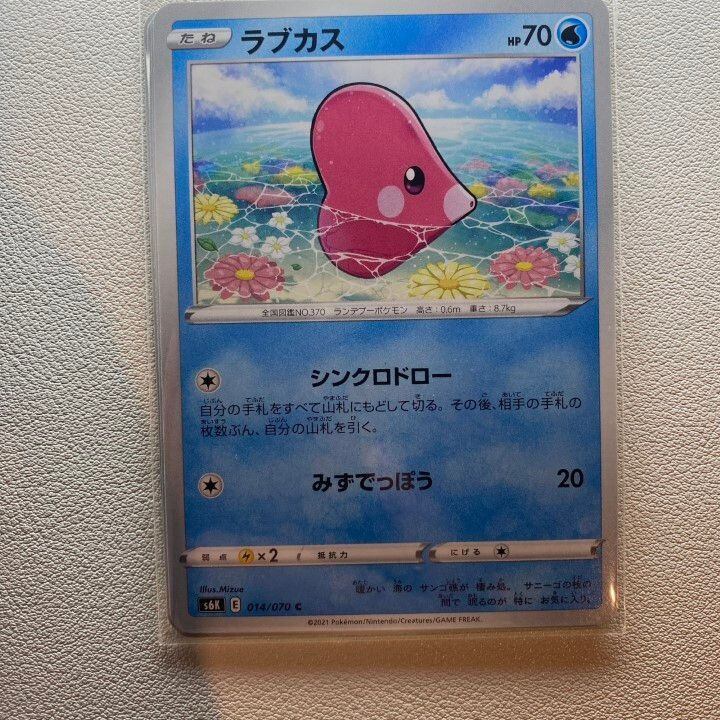 たね ラブカス HP70
全国図鑑NO.370 ランデブーポケモン 高さ:0.6m 重さ:8.7kg
シンクロドロー
自分の手札をすべて山札にもどして切る。その後、相手の手札の
枚数ぶん、自分の山札を引く。
みずでっぽう 20
弱点 ×2 抵抗力 にげる
Illus.Mizue
暖かい 海の サンゴ礁が 棲み処。サニーゴの枝の
間で 眠るのが 特に お気に入り。
s6K E 014/070 C
©2021 Pokémon/Nintendo/Creatures/GAME FREAK.